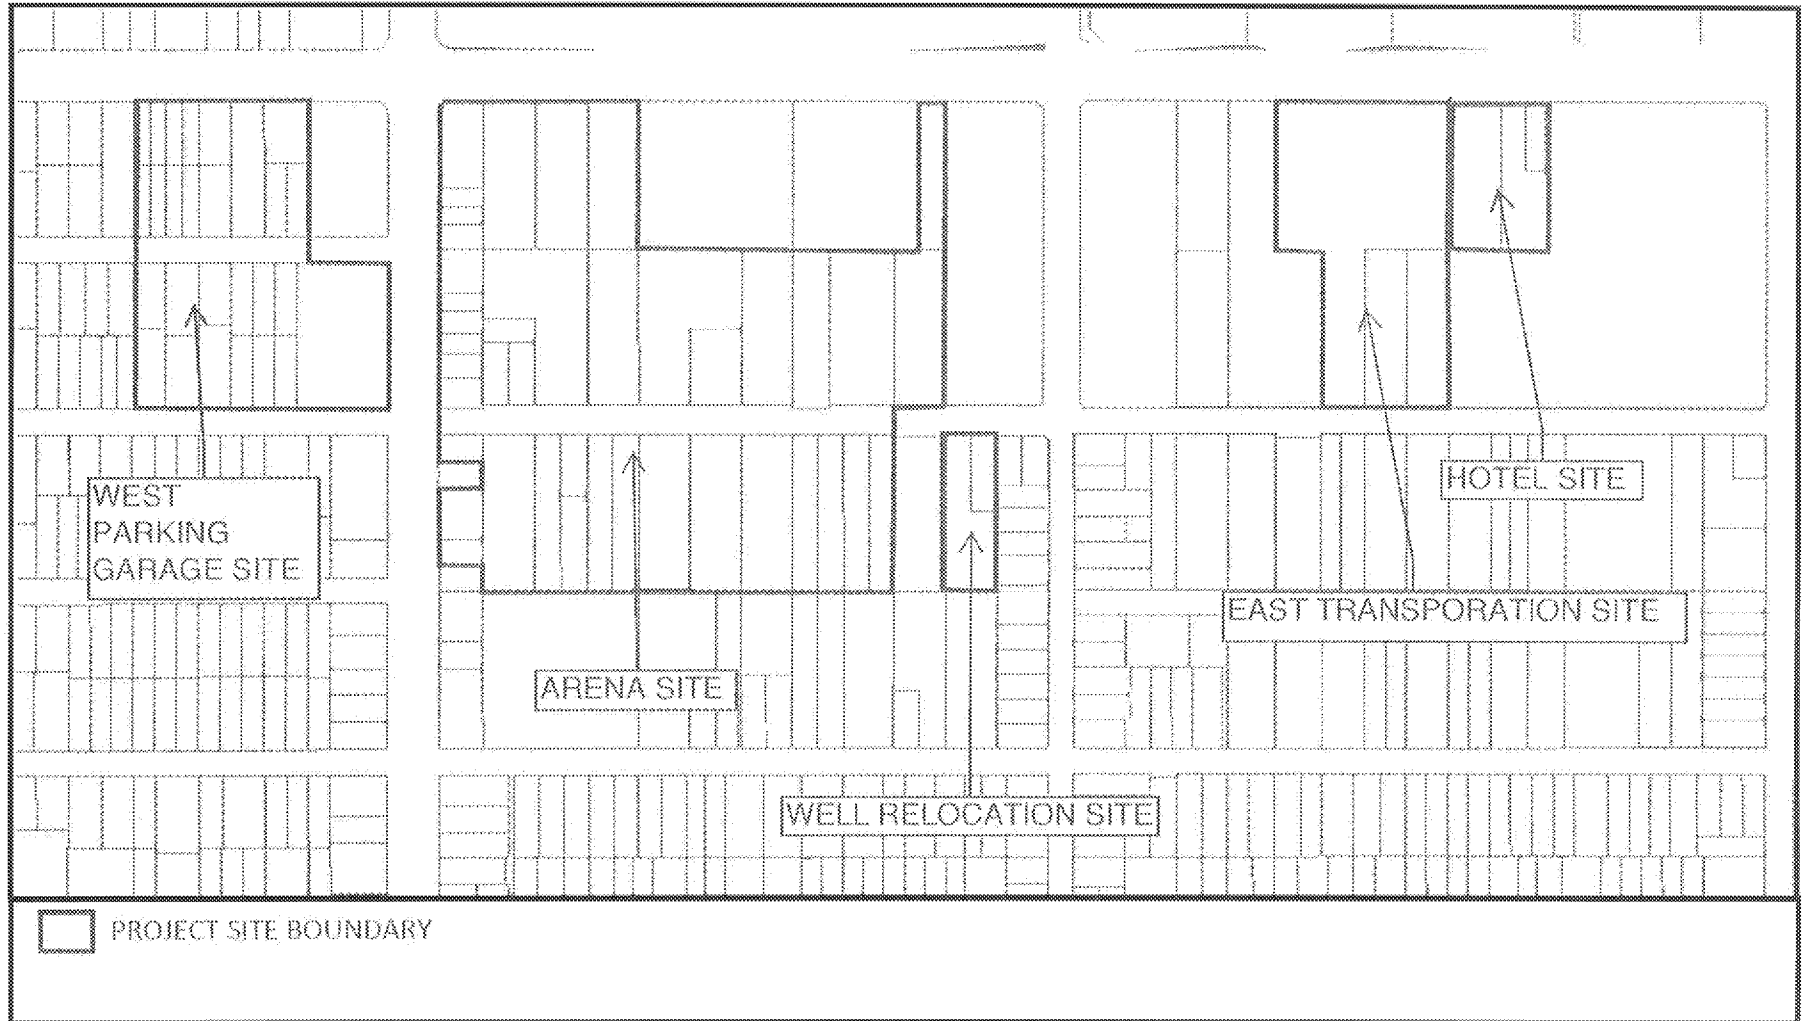 HOTEL SITE
WEST
PARKING
GARAGE SITE
EAST TRANSPORATION SITE
ARENA SITE
WELL RELOCATION SITE
PROJECT SITE BOUNDARY